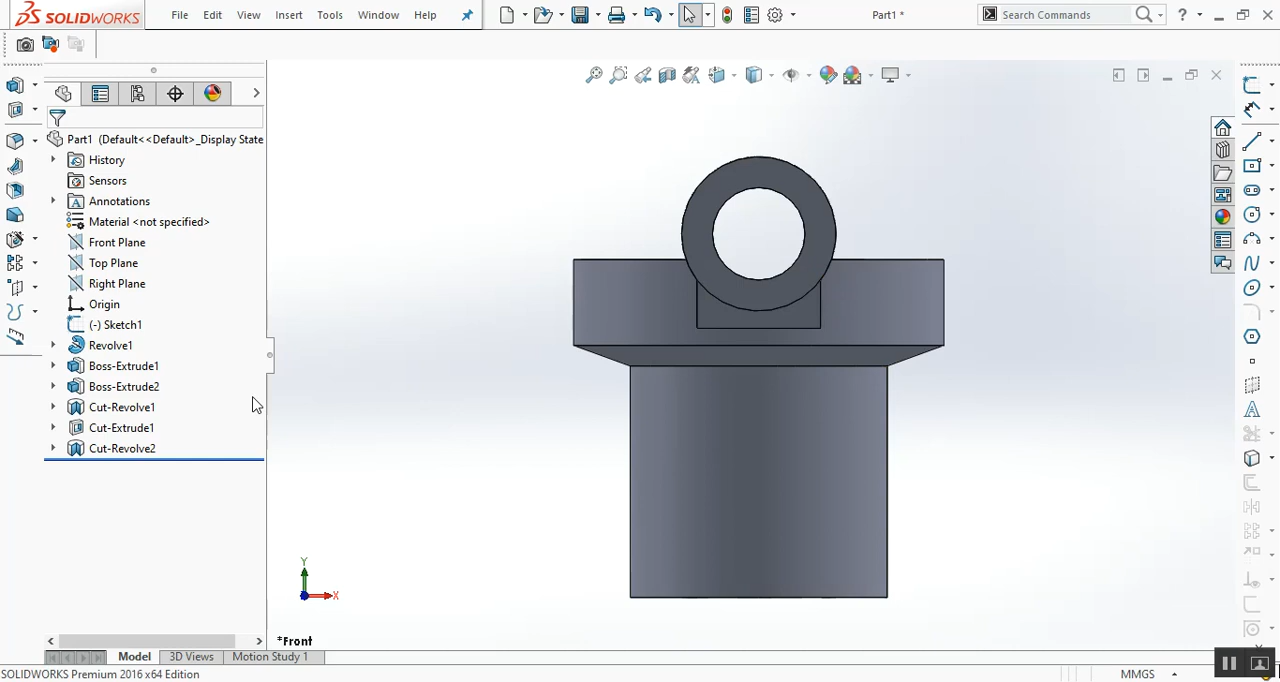 SOLIDWORKS
File Edit View Insert Tools Window Help
Part1 *
Search Commands
Part1 (Default<<Default>_Display State
History
Sensors
Annotations
Material <not specified>
Front Plane
Top Plane
Right Plane
Origin
(-) Sketch1
Revolve1
Boss-Extrude1
Boss-Extrude2
Cut-Revolve1
Cut-Extrude1
Cut-Revolve2
Y
X
*Front
Model 3D Views Motion Study 1
SOLIDWORKS Premium 2016 x64 Edition
MMGS